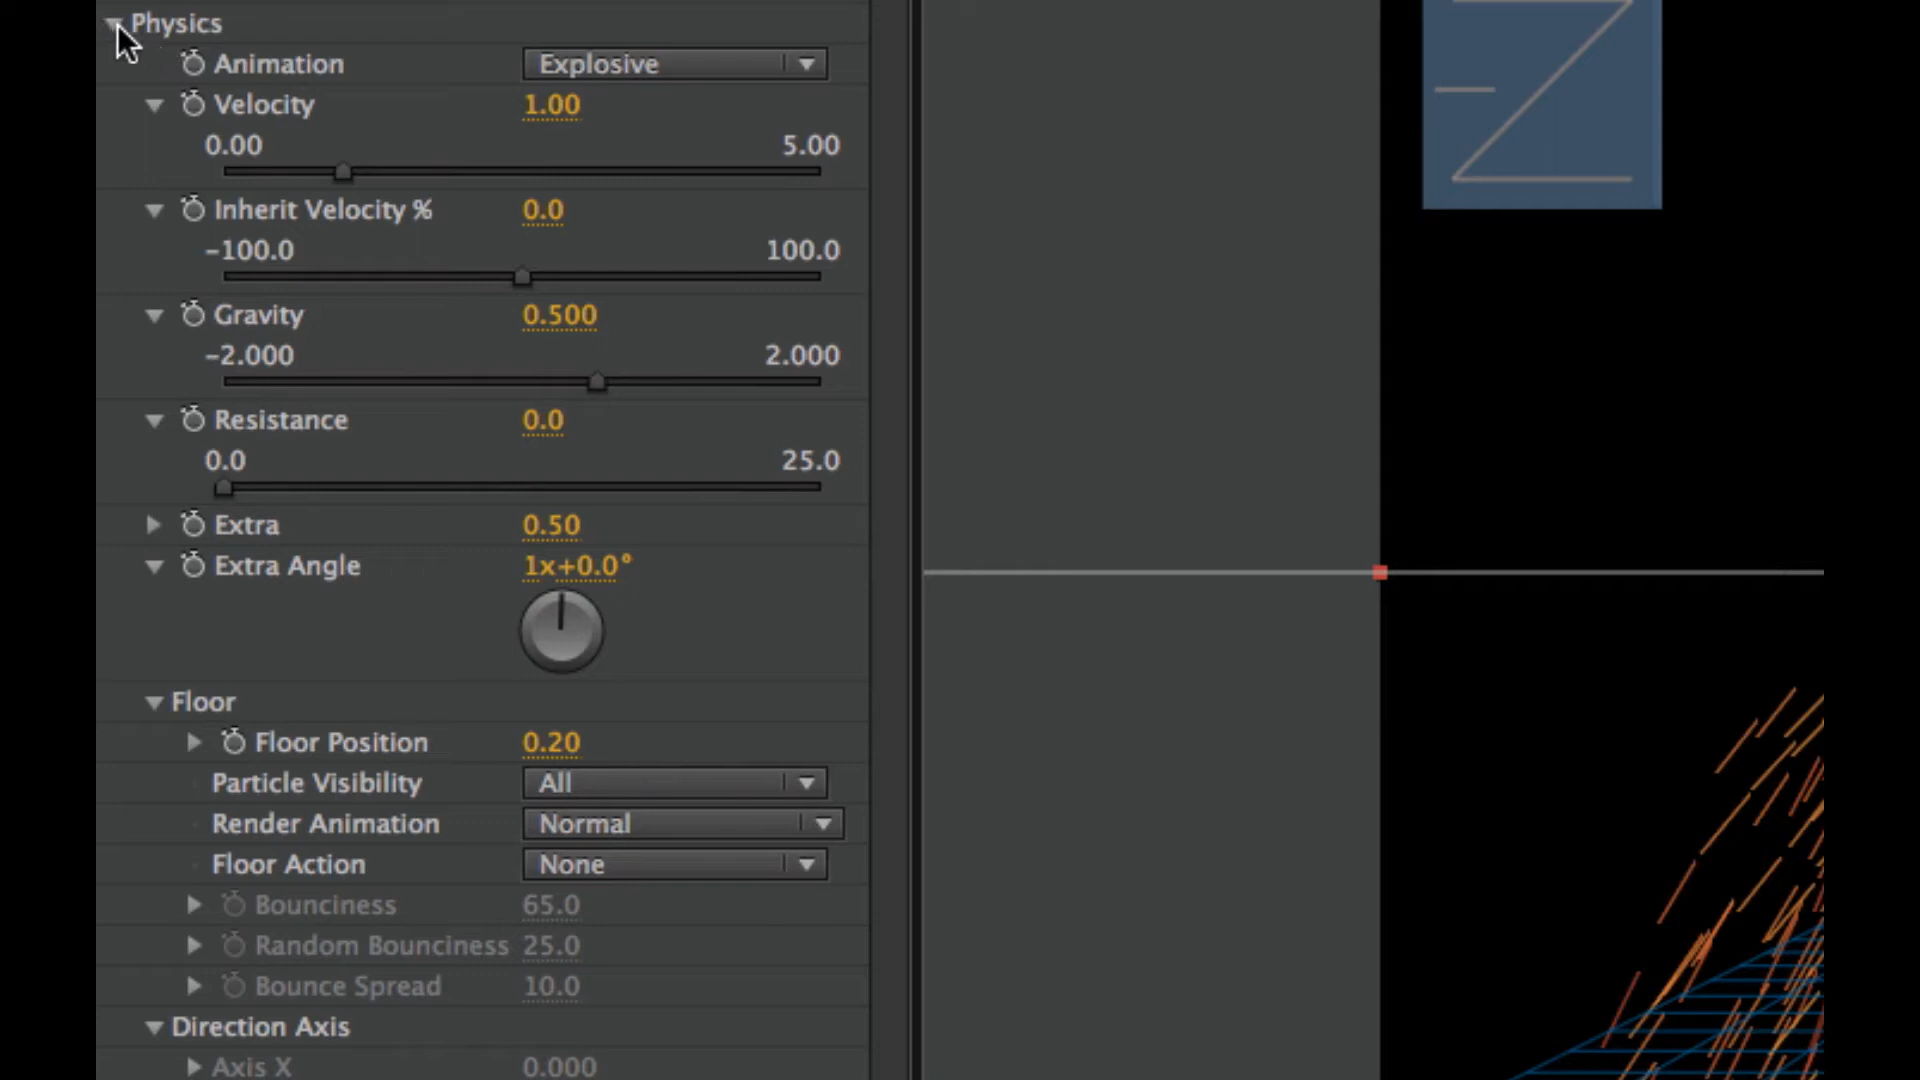 Physics
Animation Explosive
Velocity 1.00
0.00 5.00
Inherit Velocity % 0.0
-100.0 100.0
Gravity 0.500
-2.000 2.000
Resistance 0.0
0.0 25.0
Extra 0.50
Extra Angle 1x+0.0°
Floor
Floor Position 0.20
Particle Visibility All
Render Animation Normal
Floor Action None
Bounciness 65.0
Random Bounciness 25.0
Bounce Spread 10.0
Direction Axis
Axis X 0.000